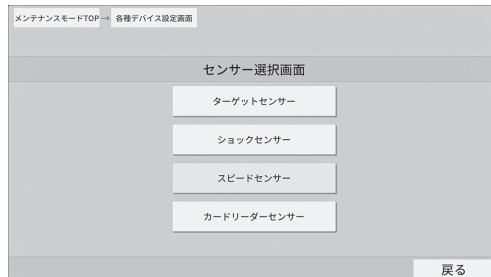 メンテナンスモードTOP→ 各種デバイス設定画面
センサー選択画面
ターゲットセンサー
ショックセンサー
スピードセンサー
カードリーダーセンサー
戻る